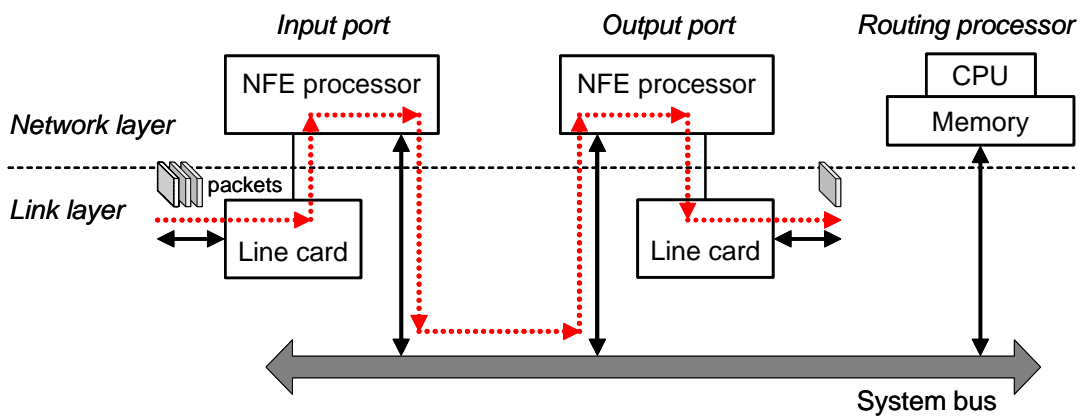 Input port
Output port
Routing processor
NFE processor
NFE processor
CPU
Memory
Network layer
packets
Link layer
Line card
Line card
System bus